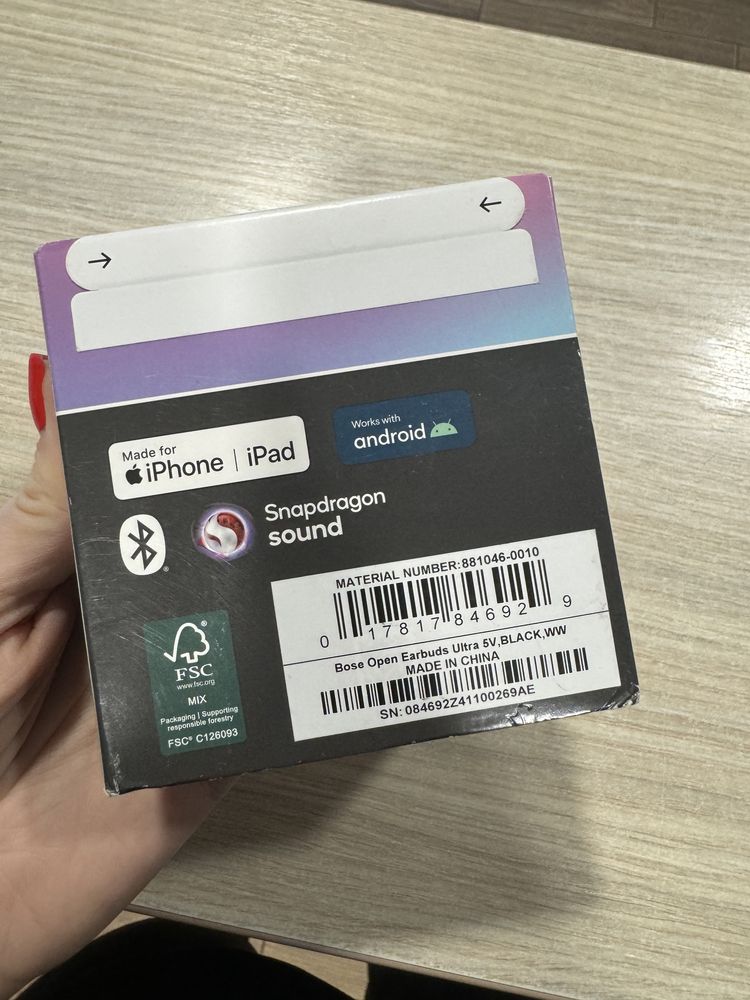 Made for
iPhone | iPad
Works with
android
Snapdragon
sound
MATERIAL NUMBER:881046-0010
0 17817 84692 9
Bose Open Earbuds Ultra 5V,BLACK,WW
MADE IN CHINA
SN: 084692Z41100269AE
FSC®
www.fsc.org
MIX
Packaging | Supporting
responsible forestry
FSC® C126093